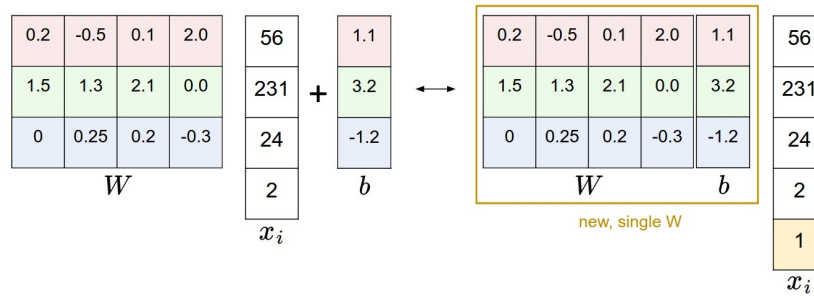 0.2 -0.5 0.1 2.0 56 1.1 0.2 -0.5 0.1 2.0 1.1 56
1.5 1.3 2.1 0.0 231 + 3.2 ↔ 1.5 1.3 2.1 0.0 3.2 231
0 0.25 0.2 -0.3 24 -1.2 0 0.25 0.2 -0.3 -1.2 24
W 2 b W b 2
new, single W
x_i 1
x_i